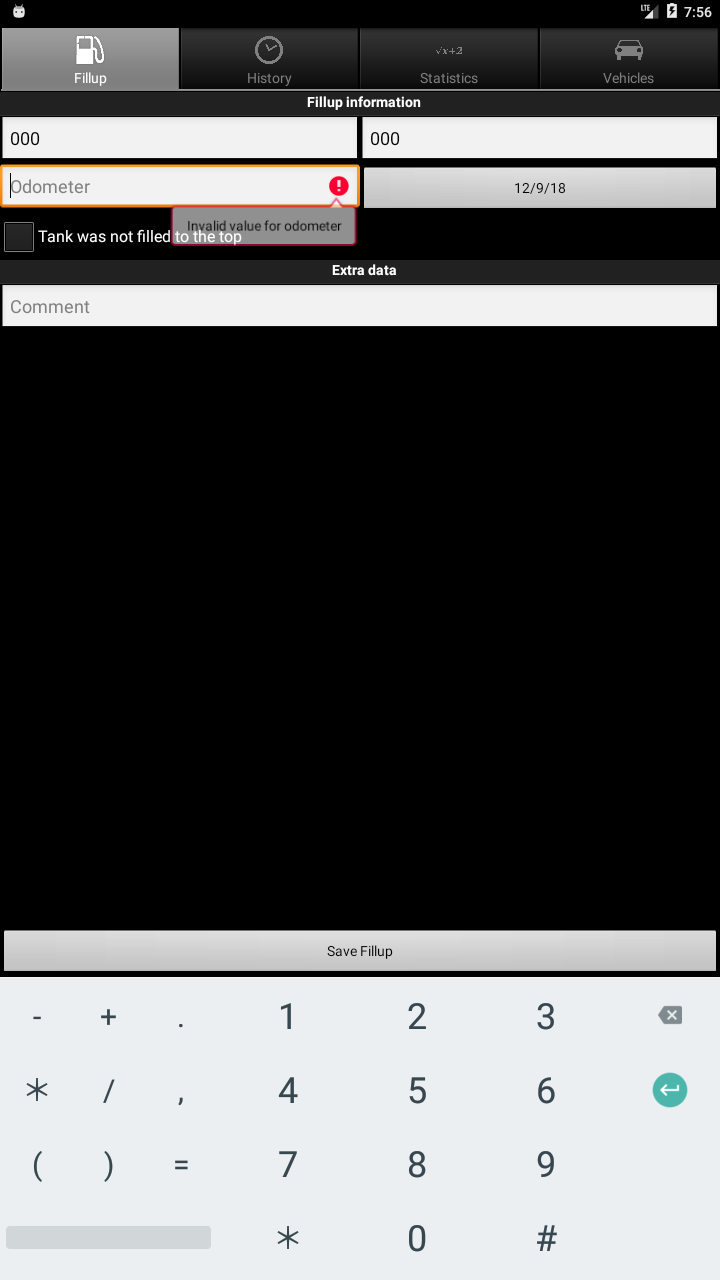 LTE 7:56
Fillup
History
√x+2
Statistics
Vehicles
Fillup information
000
000
Odometer
12/9/18
Invalid value for odometer
Tank was not filled to the top
Extra data
Comment
Save Fillup
- + . 1 2 3
* / , 4 5 6
( ) = 7 8 9
* 0 #